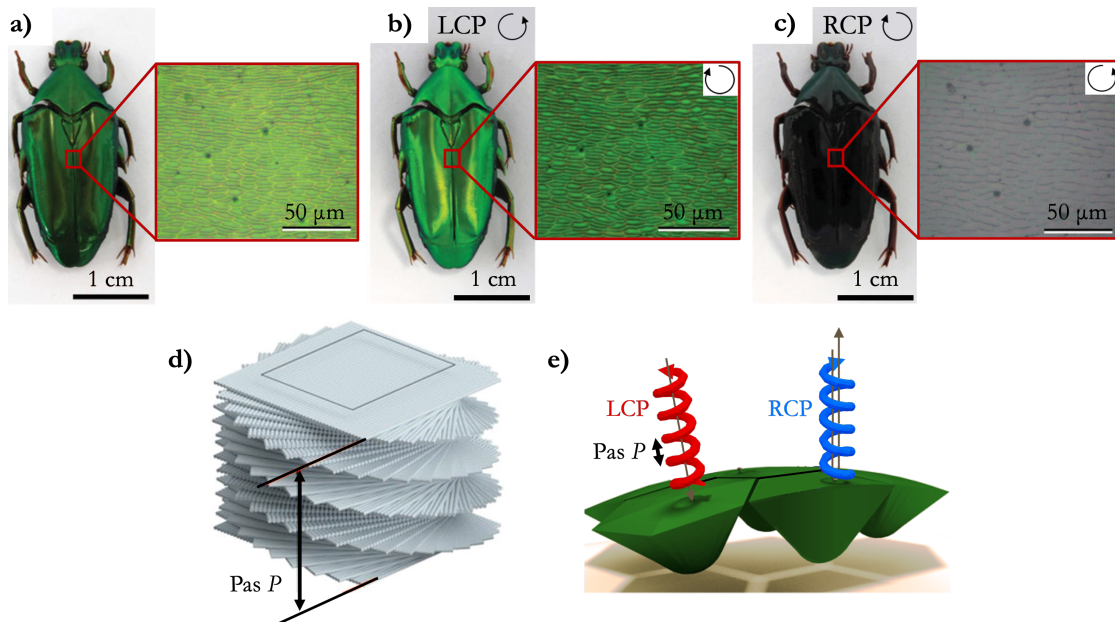 a)
50 µm
1 cm
b)
LCP
50 µm
1 cm
c)
RCP
50 µm
1 cm
d)
Pas P
e)
LCP
RCP
Pas P